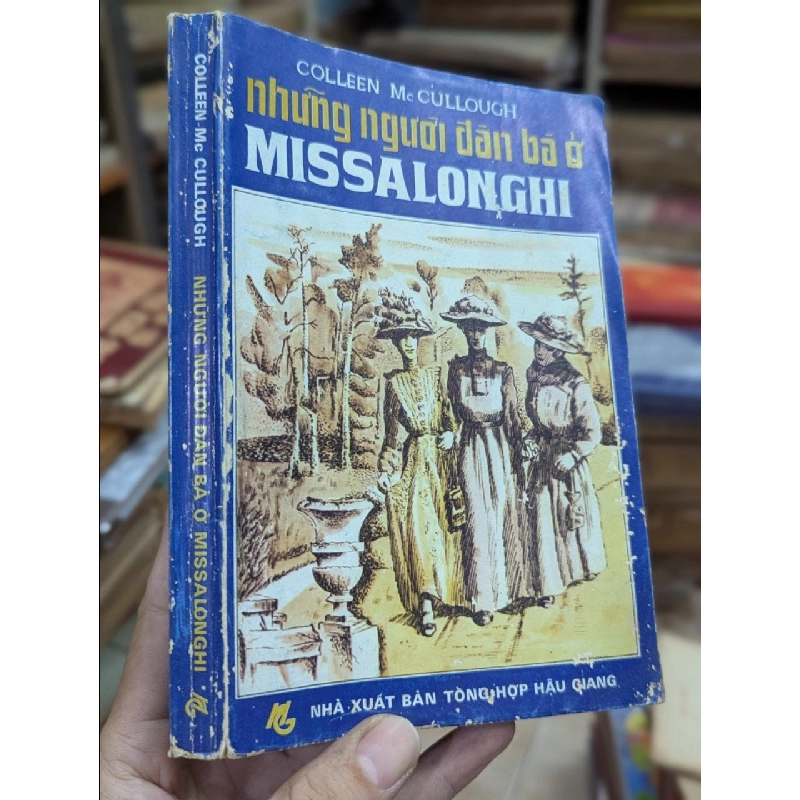 COLLEEN Mc CULLOUGH
những người đàn bà ở
MISSALONGHI
NHÀ XUẤT BẢN TỔNG HỢP HẬU GIANG
COLLEEN Mc CULLOUGH NHỮNG NGƯỜI ĐÀN BÀ Ở MISSALONGHI